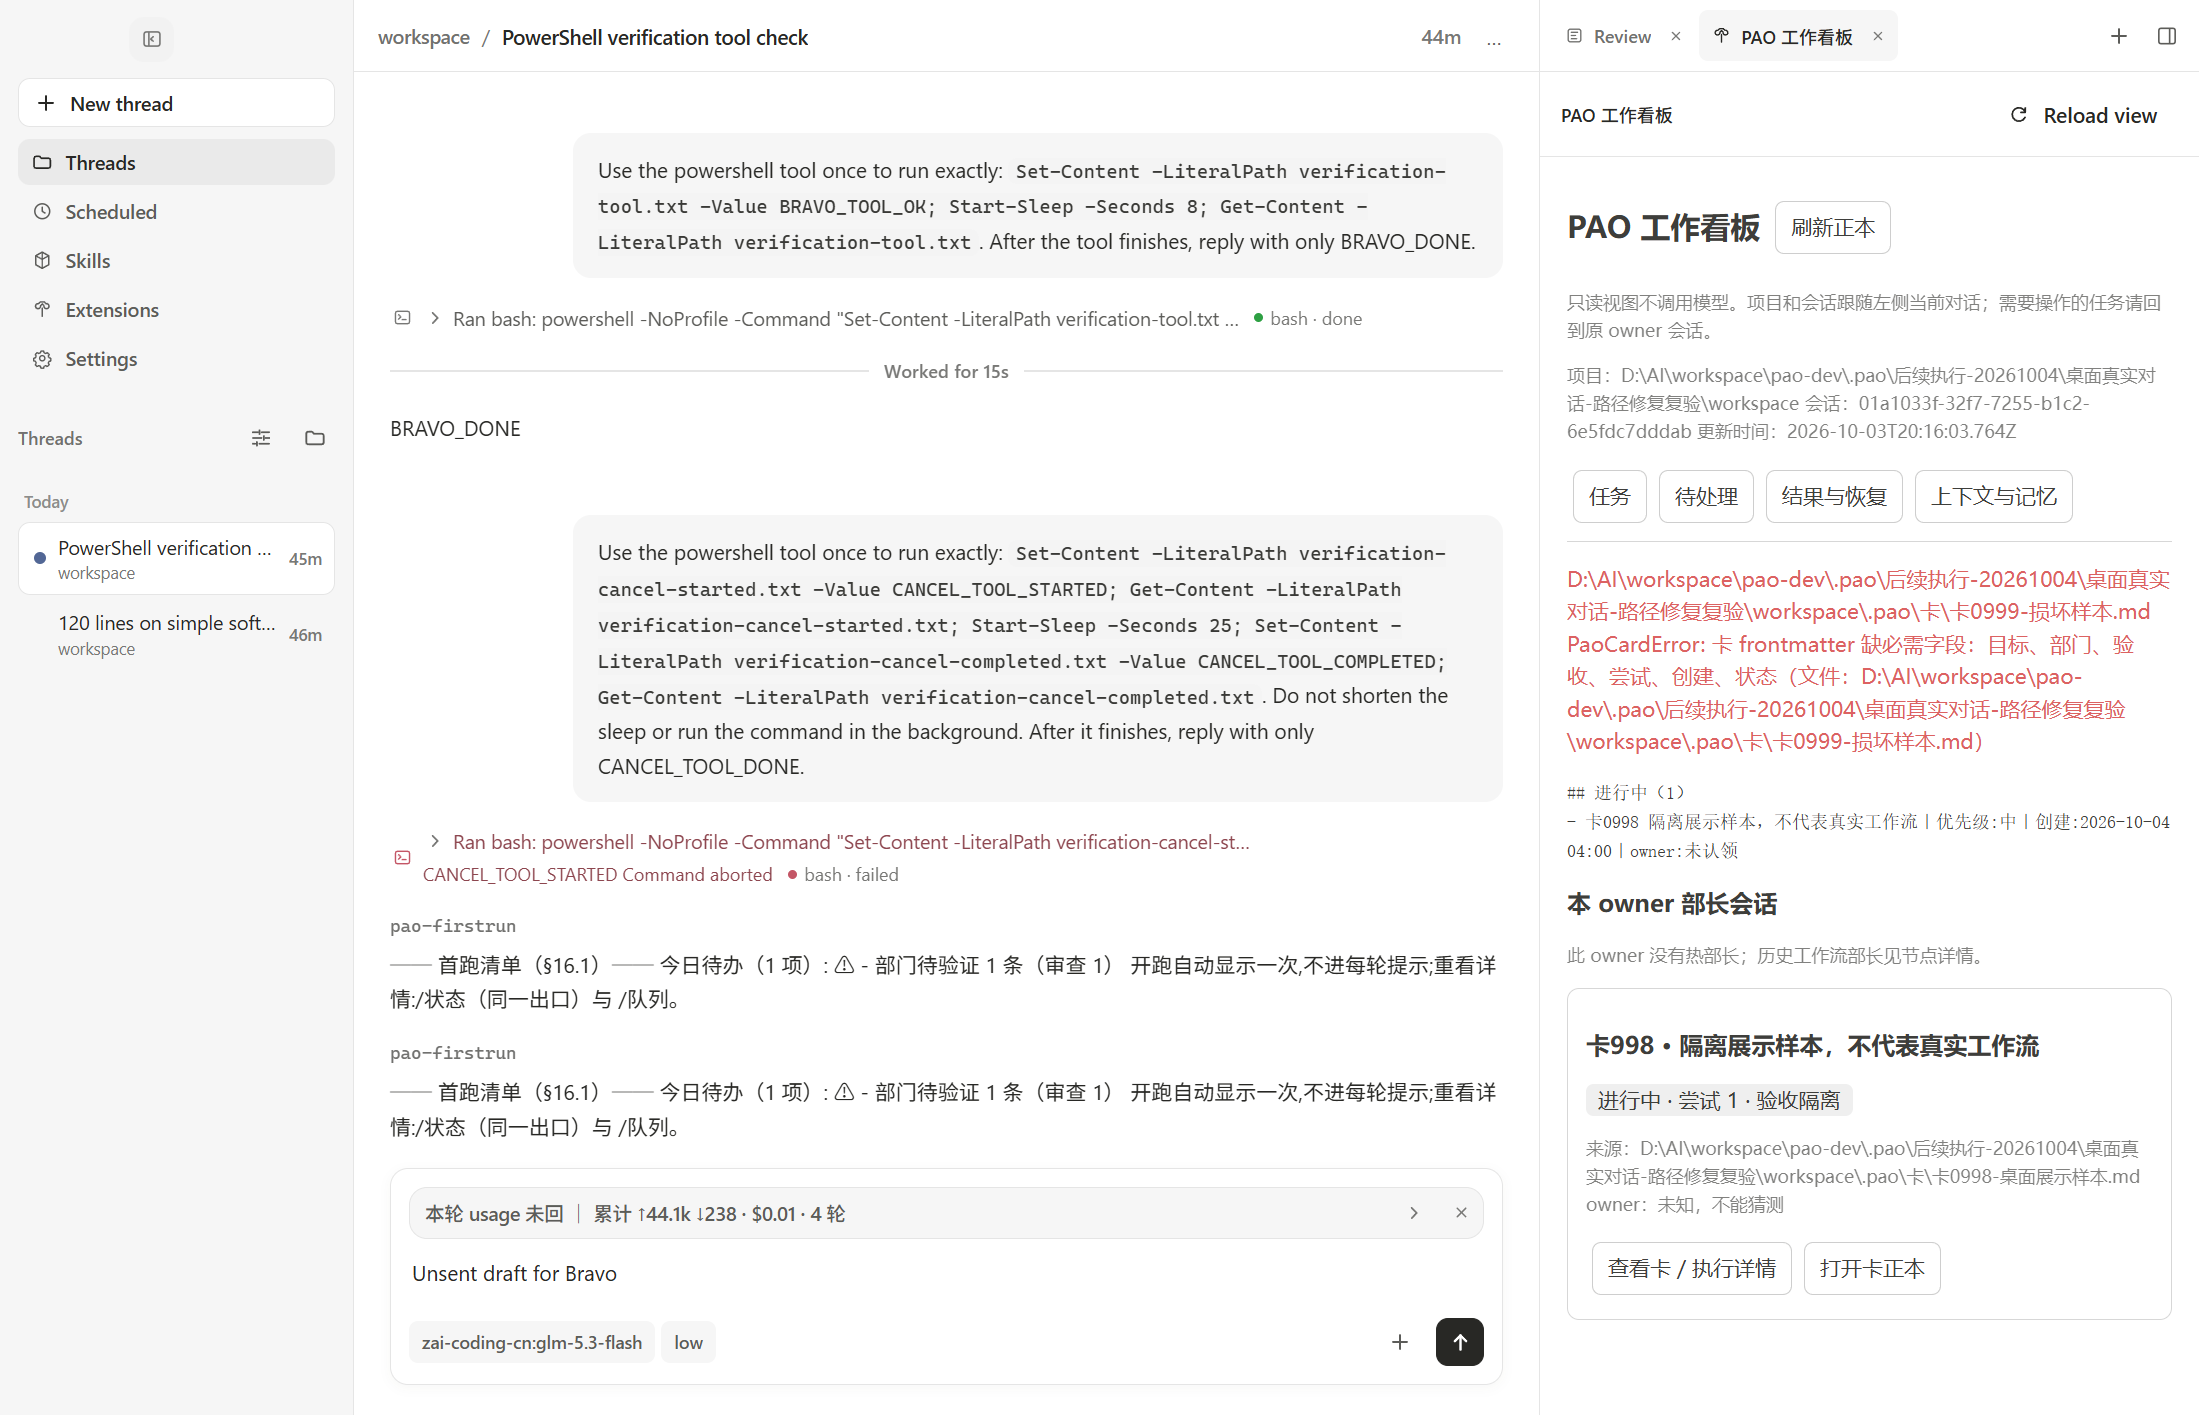 New thread
Threads
Scheduled
Skills
Extensions
Settings
Threads
Today
PowerShell verification ...
workspace
45m
120 lines on simple soft...
workspace
46m
workspace / PowerShell verification tool check
44m ...
Use the powershell tool once to run exactly: Set-Content -LiteralPath verification-
tool.txt -Value BRAVO_TOOL_OK; Start-Sleep -Seconds 8; Get-Content -
LiteralPath verification-tool.txt . After the tool finishes, reply with only BRAVO_DONE.
Ran bash: powershell -NoProfile -Command "Set-Content -LiteralPath verification-tool.txt ... bash · done
Worked for 15s
BRAVO_DONE
Use the powershell tool once to run exactly: Set-Content -LiteralPath verification-
cancel-started.txt -Value CANCEL_TOOL_STARTED; Get-Content -LiteralPath
verification-cancel-started.txt; Start-Sleep -Seconds 25; Set-Content -
LiteralPath verification-cancel-completed.txt -Value CANCEL_TOOL_COMPLETED;
Get-Content -LiteralPath verification-cancel-completed.txt . Do not shorten the
sleep or run the command in the background. After it finishes, reply with only
CANCEL_TOOL_DONE.
Ran bash: powershell -NoProfile -Command "Set-Content -LiteralPath verification-cancel-st...
CANCEL_TOOL_STARTED Command aborted bash · failed
pao-firstrun
—— 首跑清单（§16.1）—— 今日待办（1 项）: ⚠ - 部门待验证 1 条（审查 1） 开跑自动显示一次,不进每轮提示;重看详
情:/状态（同一出口）与 /队列。
pao-firstrun
—— 首跑清单（§16.1）—— 今日待办（1 项）: ⚠ - 部门待验证 1 条（审查 1） 开跑自动显示一次,不进每轮提示;重看详
情:/状态（同一出口）与 /队列。
本轮 usage 未回 ｜ 累计 ↑44.1k ↓238 · $0.01 · 4 轮
Unsent draft for Bravo
zai-coding-cn:glm-5.3-flash
low
Review
PAO 工作看板
PAO 工作看板
Reload view
PAO 工作看板
刷新正本
只读视图不调用模型。项目和会话跟随左侧当前对话；需要操作的任务请回
到原 owner 会话。
项目：D:\AI\workspace\pao-dev\.pao\后续执行-20261004\桌面真实对
话-路径修复复验\workspace 会话：01a1033f-32f7-7255-b1c2-
6e5fdc7dddab 更新时间：2026-10-03T20:16:03.764Z
任务
待处理
结果与恢复
上下文与记忆
D:\AI\workspace\pao-dev\.pao\后续执行-20261004\桌面真实
对话-路径修复复验\workspace\.pao\卡\卡0999-损坏样本.md
PaoCardError: 卡 frontmatter 缺必需字段：目标、部门、验
收、尝试、创建、状态（文件：D:\AI\workspace\pao-
dev\.pao\后续执行-20261004\桌面真实对话-路径修复复验
\workspace\.pao\卡\卡0999-损坏样本.md）
## 进行中（1）
- 卡0998 隔离展示样本，不代表真实工作流｜优先级:中｜创建:2026-10-04
04:00｜owner:未认领
本 owner 部长会话
此 owner 没有热部长；历史工作流部长见节点详情。
卡998 · 隔离展示样本，不代表真实工作流
进行中 · 尝试 1 · 验收隔离
来源：D:\AI\workspace\pao-dev\.pao\后续执行-20261004\桌面真
实对话-路径修复复验\workspace\.pao\卡\卡0998-桌面展示样本.md
owner：未知，不能猜测
查看卡 / 执行详情
打开卡正本